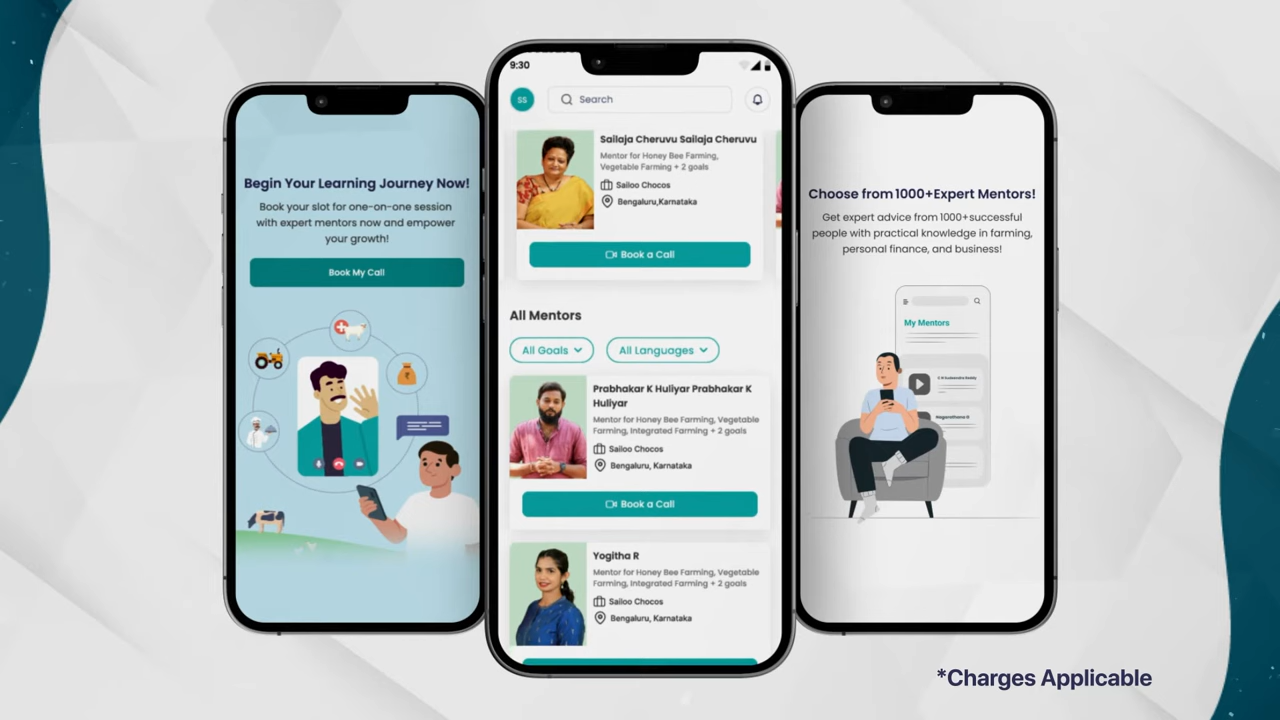 Begin Your Learning Journey Now!
Book your slot for one-on-one session
with expert mentors now and empower
your growth!
Book My Call
9:30
SS
Search
Sailaja Cheruvu Sailaja Cheruvu
Mentor for Honey Bee Farming,
Vegetable Farming + 2 goals
Sailoo Chocos
Bengaluru,Karnataka
Book a Call
All Mentors
All Goals
All Languages
Prabhakar K Huliyar Prabhakar K
Huliyar
Mentor for Honey Bee Farming, Vegetable
Farming, Integrated Farming + 2 goals
Sailoo Chocos
Bengaluru, Karnataka
Book a Call
Yogitha R
Mentor for Honey Bee Farming, Vegetable
Farming, Integrated Farming + 2 goals
Sailoo Chocos
Bengaluru, Karnataka
Choose from 1000+Expert Mentors!
Get expert advice from 1000+successful
people with practical knowledge in farming,
personal finance, and business!
My Mentors
*Charges Applicable